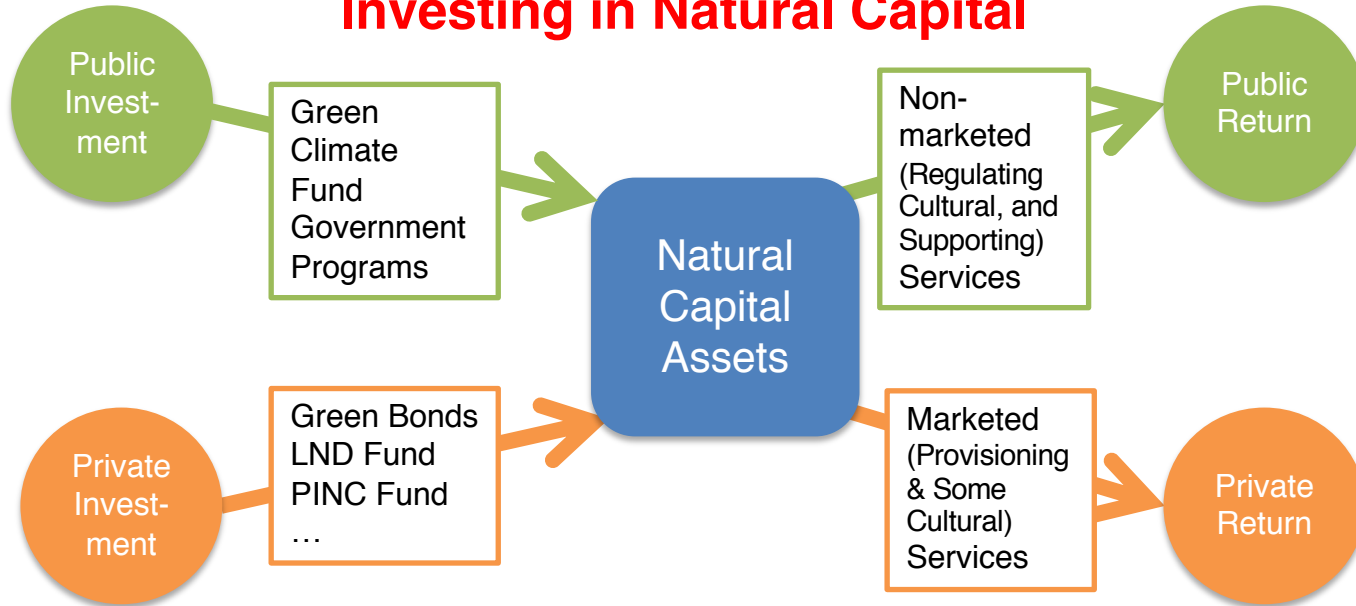 Investing in Natural Capital
Public
Invest-
ment
Green
Climate
Fund
Government
Programs
Natural
Capital
Assets
Non-
marketed
(Regulating
Cultural, and
Supporting)
Services
Public
Return
Private
Invest-
ment
Green Bonds
LND Fund
PINC Fund
…
Marketed
(Provisioning
& Some
Cultural)
Services
Private
Return